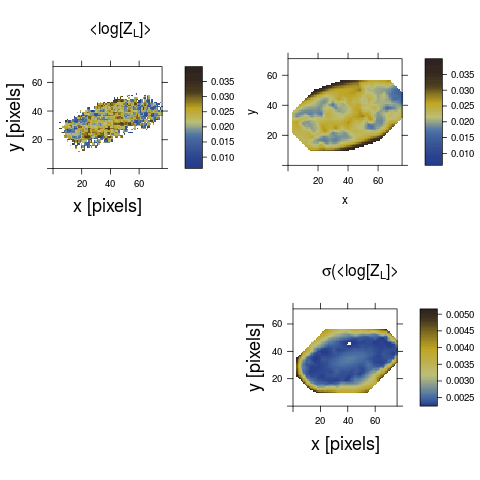 <log[Z_L]>
60
40
20
20 40 60
y [pixels]
x [pixels]
0.035
0.030
0.025
0.020
0.015
0.010
60
40
20
20 40 60
y
x
0.035
0.030
0.025
0.020
0.015
0.010
σ(<log[Z_L]>
60
40
20
20 40 60
y [pixels]
x [pixels]
0.0050
0.0045
0.0040
0.0035
0.0030
0.0025